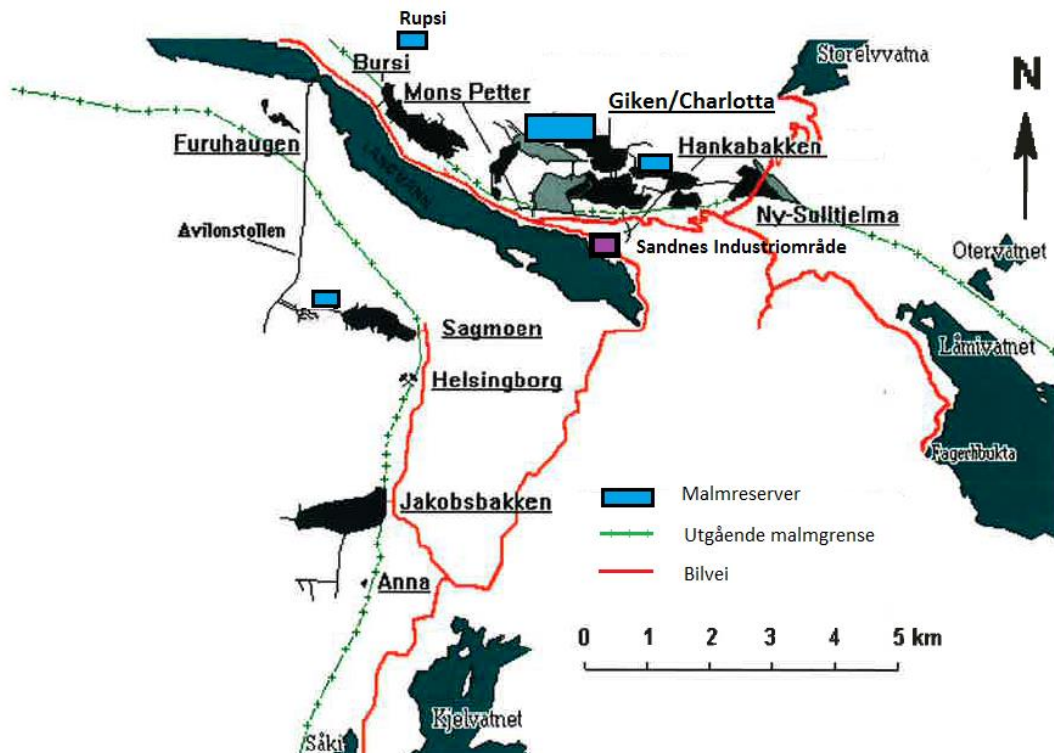 Rupsi
Bursi
Mons Petter
Storelvvatna
N
Giken/Charlotta
Furuhaugen
LANGVANN
Hankabakken
Ny-Sulitjelma
Avilonstollen
Sandnes Industriområde
Otervatnet
Sagmoen
Låmivatnet
Helsingborg
Fagerlibukta
Jakobsbakken
Malmreserver
Utgående malmgrense
Anna
Bilvei
0 1 2 3 4 5 km
Kjelvatnet
Såki